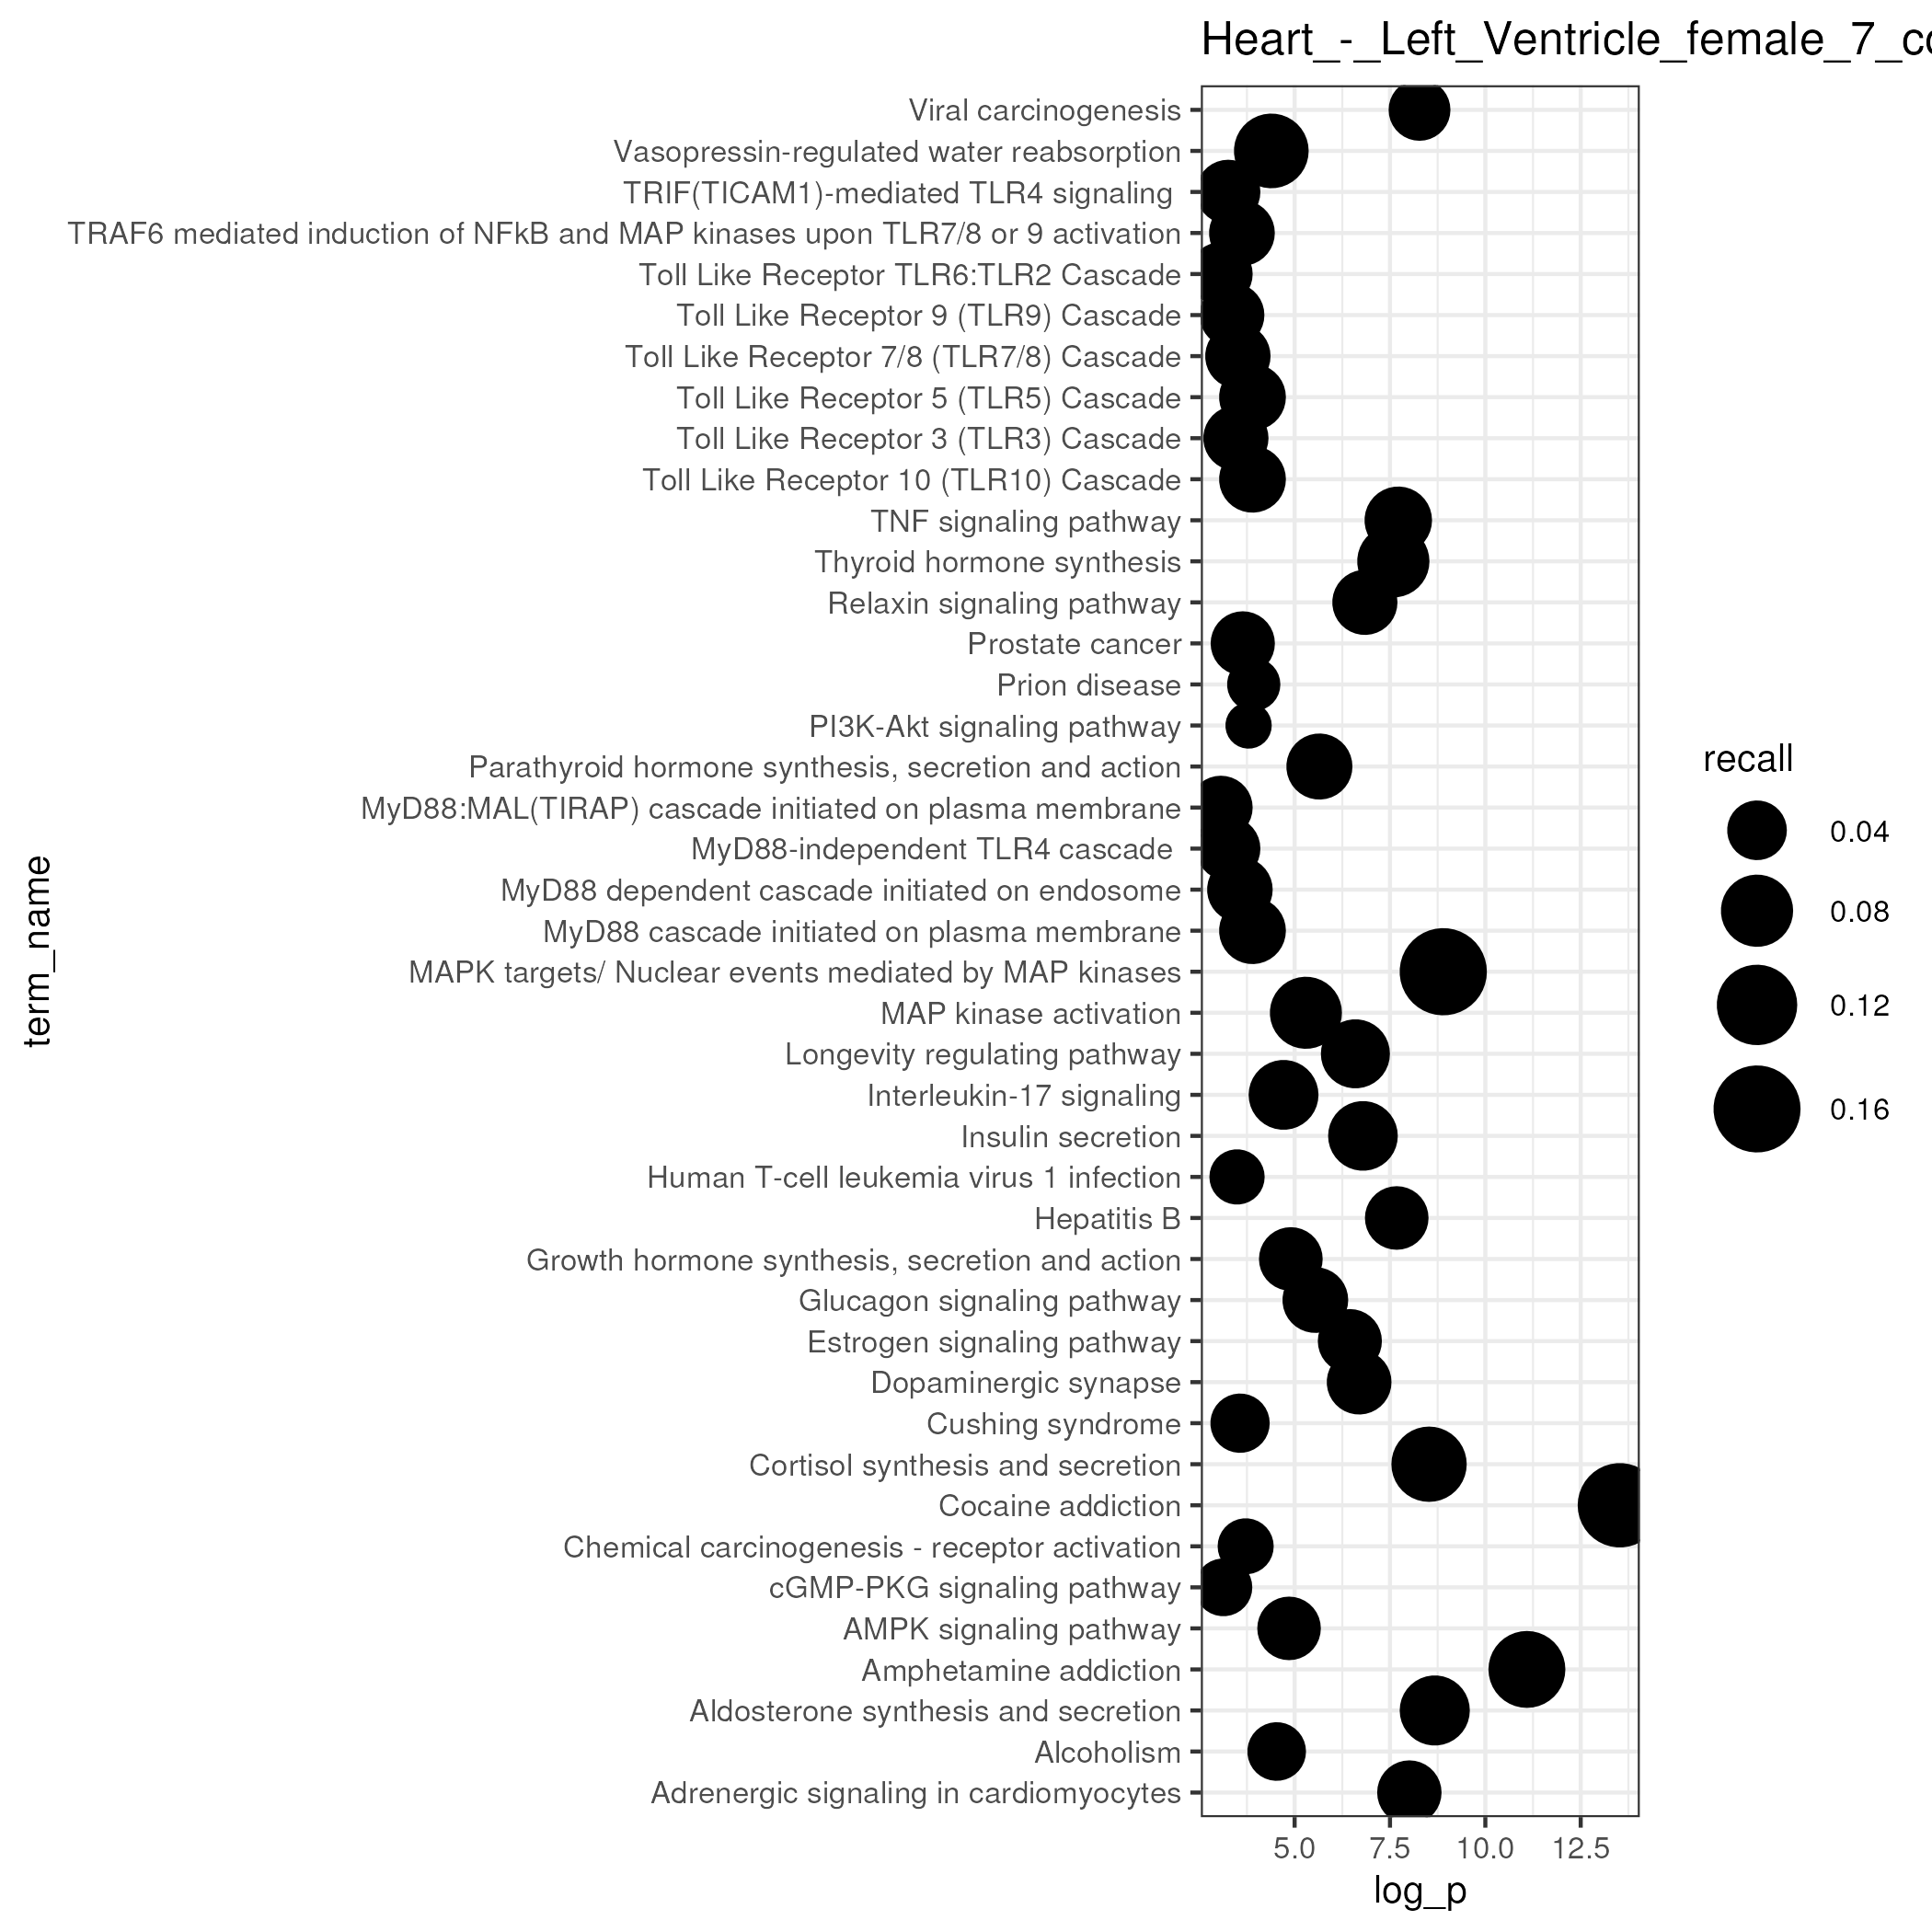 Heart_-_Left_Ventricle_female_7_c
Viral carcinogenesis
Vasopressin-regulated water reabsorption
TRIF(TICAM1)-mediated TLR4 signaling
TRAF6 mediated induction of NFkB and MAP kinases upon TLR7/8 or 9 activation
Toll Like Receptor TLR6:TLR2 Cascade
Toll Like Receptor 9 (TLR9) Cascade
Toll Like Receptor 7/8 (TLR7/8) Cascade
Toll Like Receptor 5 (TLR5) Cascade
Toll Like Receptor 3 (TLR3) Cascade
Toll Like Receptor 10 (TLR10) Cascade
TNF signaling pathway
Thyroid hormone synthesis
Relaxin signaling pathway
Prostate cancer
Prion disease
PI3K-Akt signaling pathway
Parathyroid hormone synthesis, secretion and action
MyD88:MAL(TIRAP) cascade initiated on plasma membrane
MyD88-independent TLR4 cascade
MyD88 dependent cascade initiated on endosome
MyD88 cascade initiated on plasma membrane
MAPK targets/ Nuclear events mediated by MAP kinases
MAP kinase activation
Longevity regulating pathway
Interleukin-17 signaling
Insulin secretion
Human T-cell leukemia virus 1 infection
Hepatitis B
Growth hormone synthesis, secretion and action
Glucagon signaling pathway
Estrogen signaling pathway
Dopaminergic synapse
Cushing syndrome
Cortisol synthesis and secretion
Cocaine addiction
Chemical carcinogenesis - receptor activation
cGMP-PKG signaling pathway
AMPK signaling pathway
Amphetamine addiction
Aldosterone synthesis and secretion
Alcoholism
Adrenergic signaling in cardiomyocytes
term_name
5.0 7.5 10.0 12.5
log_p
recall
0.04
0.08
0.12
0.16